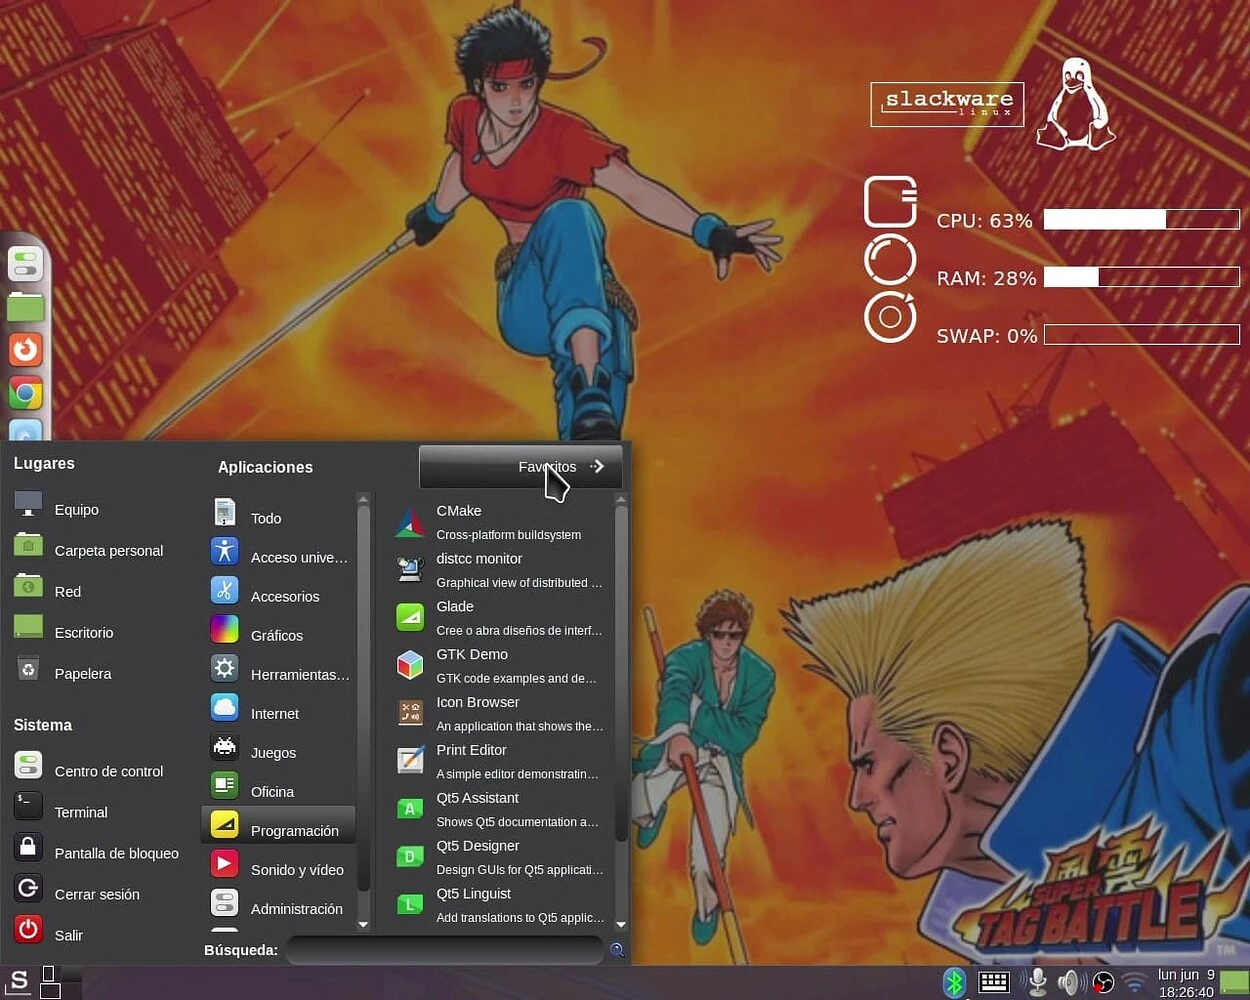 slackware
linux
CPU: 63%
RAM: 28%
SWAP: 0%
Lugares
Equipo
Carpeta personal
Red
Escritorio
Papelera
Sistema
Centro de control
Terminal
Pantalla de bloqueo
Cerrar sesión
Salir
Aplicaciones
Todo
Acceso unive…
Accesorios
Gráficos
Herramientas…
Internet
Juegos
Oficina
Programación
Sonido y vídeo
Administración
Favoritos
CMake
Cross-platform buildsystem
distcc monitor
Graphical view of distributed …
Glade
Cree o abra diseños de interf…
GTK Demo
GTK code examples and de…
Icon Browser
An application that shows the…
Print Editor
A simple editor demonstratin…
Qt5 Assistant
Shows Qt5 documentation a…
Qt5 Designer
Design GUIs for Qt5 applicati…
Qt5 Linguist
Add translations to Qt5 applic…
Búsqueda:
風雲
SUPER
TAG BATTLE
TM
S
lun jun 9
18:26:40